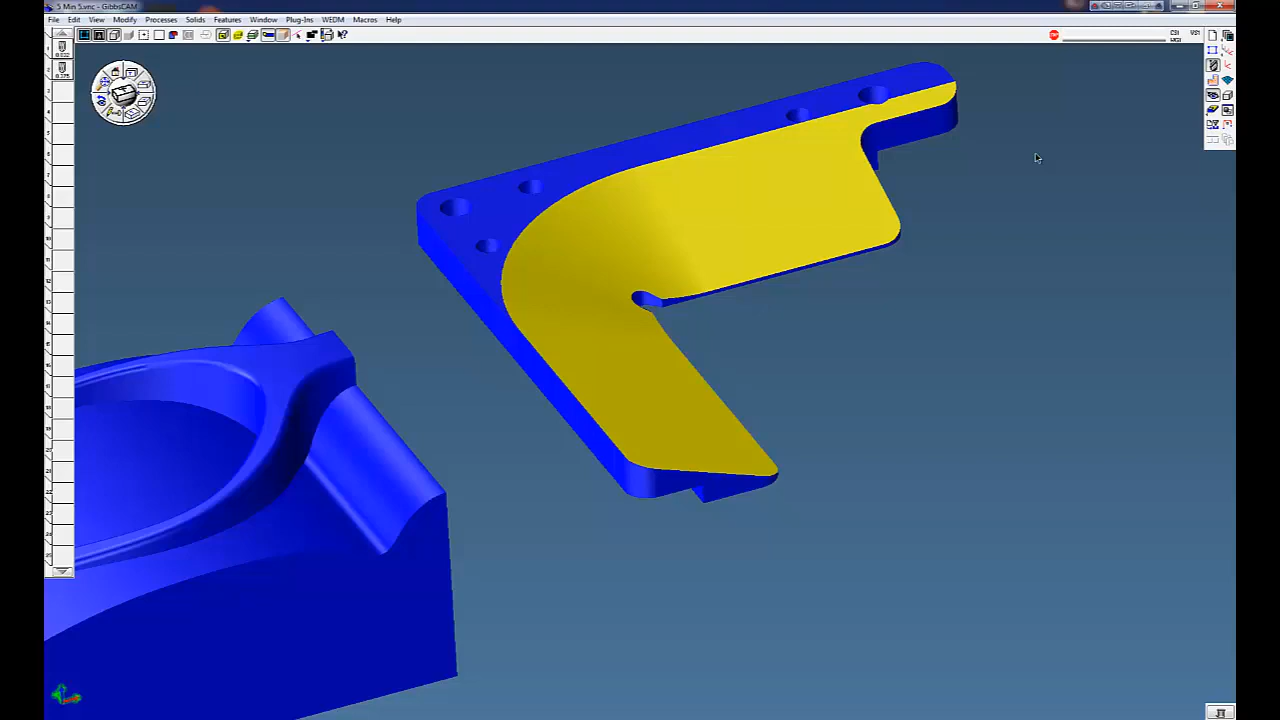 5 Min 5.vnc - GibbsCAM
File Edit View Modify Processes Solids Features Window Plug-Ins WEDM Macros Help